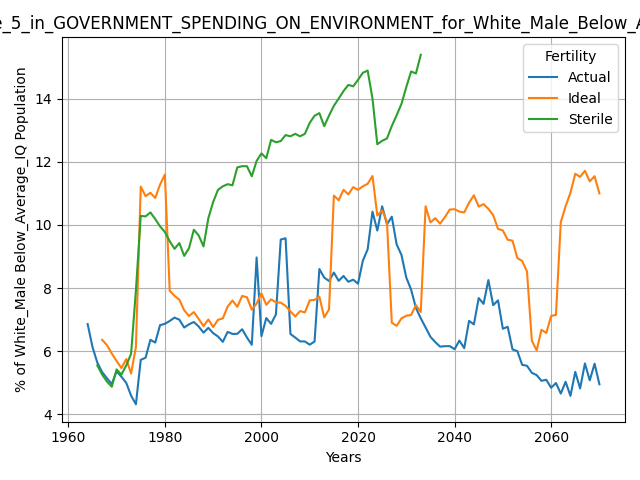 e_5_in_GOVERNMENT_SPENDING_ON_ENVIRONMENT_for_White_Male_Below_A
Fertility
Actual
Ideal
Sterile
% of White_Male Below_Average_IQ Population
14
12
10
8
6
4
1960
1980
2000
2020
2040
2060
Years